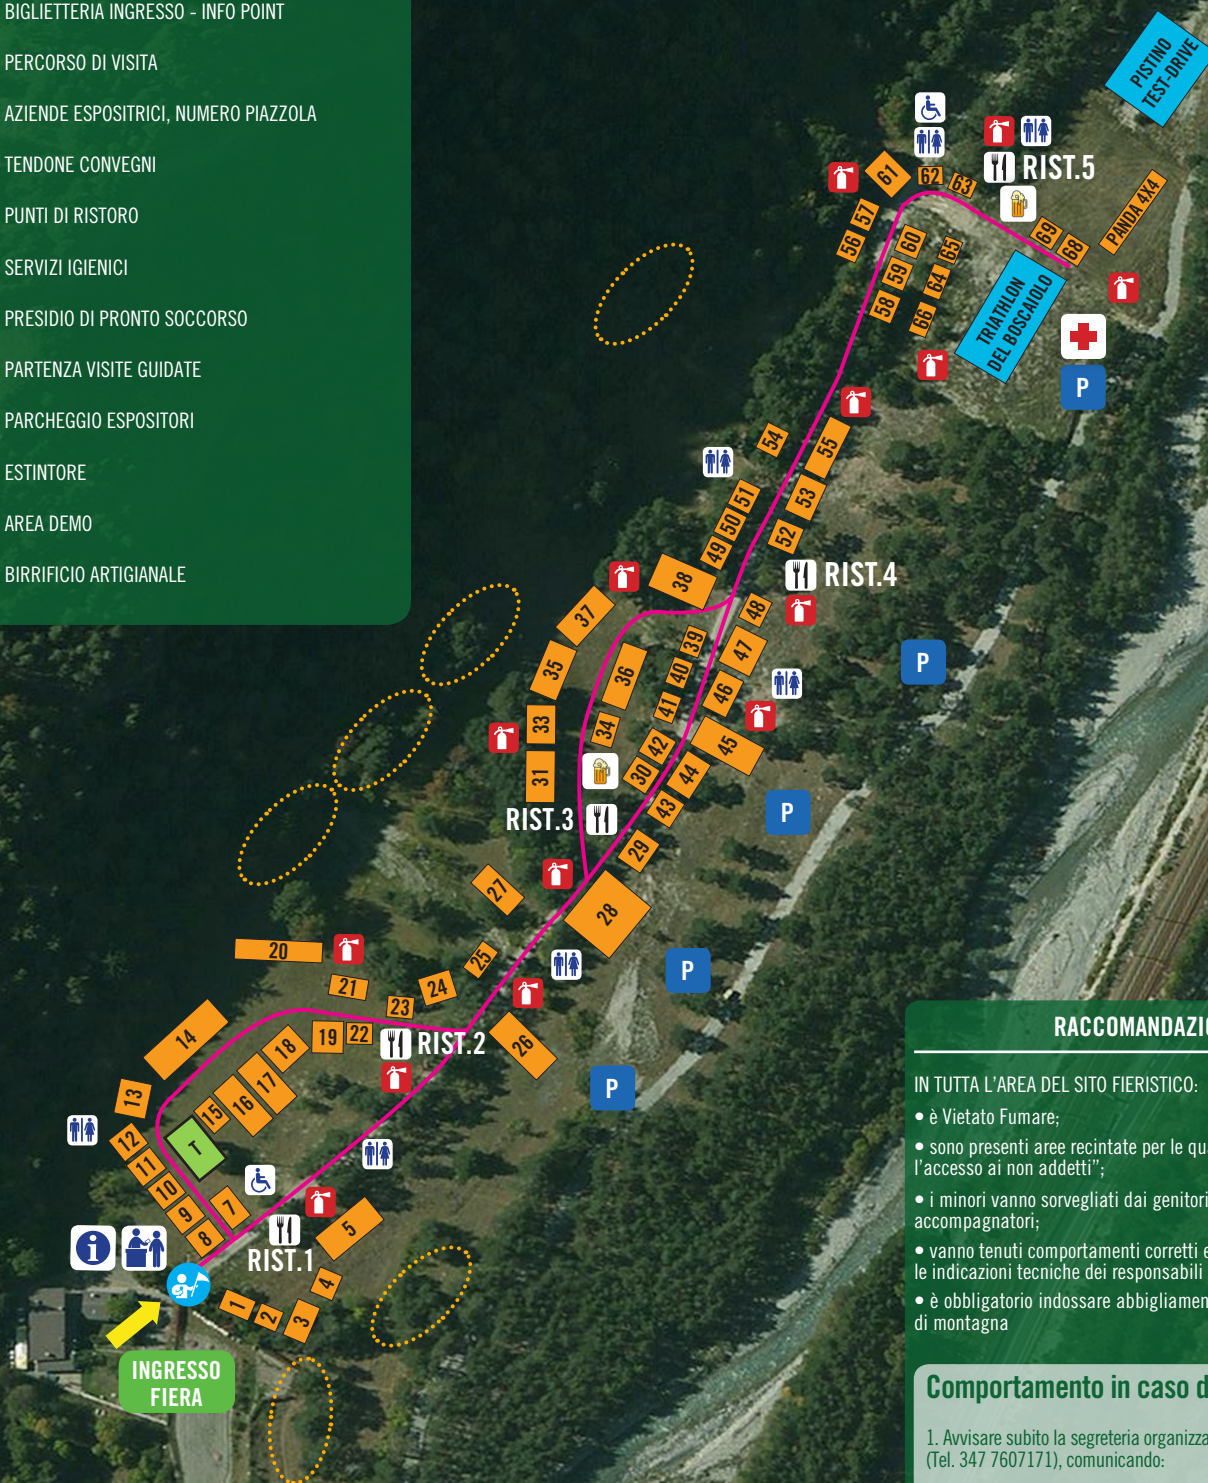 BIGLIETTERIA INGRESSO - INFO POINT
PERCORSO DI VISITA
AZIENDE ESPOSITRICI, NUMERO PIAZZOLA
TENDONE CONVEGNI
PUNTI DI RISTORO
SERVIZI IGIENICI
PRESIDIO DI PRONTO SOCCORSO
PARTENZA VISITE GUIDATE
PARCHEGGIO ESPOSITORI
ESTINTORE
AREA DEMO
BIRRIFICIO ARTIGIANALE
PISTINO
TEST-DRIVE
RIST.5
61
62
63
57
56
60
59
58
65
64
66
69
68
PANDA 4X4
TRIATHLON
DEL BOSCAIOLO
P
54
55
51
50
49
53
52
RIST.4
38
37
48
47
39
40
41
42
36
35
34
33
31
46
45
44
30
43
29
P
P
RIST.3
27
28
25
24
23
20
21
P
26
RIST.2
22
19
18
17
16
15
14
13
P
12
11
10
9
8
7
T
i
RIST.1
5
4
3
2
1
INGRESSO
FIERA
RACCOMANDAZIO
IN TUTTA L'AREA DEL SITO FIERISTICO:
• è Vietato Fumare;
• sono presenti aree recintate per le qu
l'accesso ai non addetti";
• i minori vanno sorvegliati dai genitori
accompagnatori;
• vanno tenuti comportamenti corretti e
le indicazioni tecniche dei responsabili
• è obbligatorio indossare abbigliamen
di montagna
Comportamento in caso d
1. Avvisare subito la segreteria organizza
(Tel. 347 7607171), comunicando: